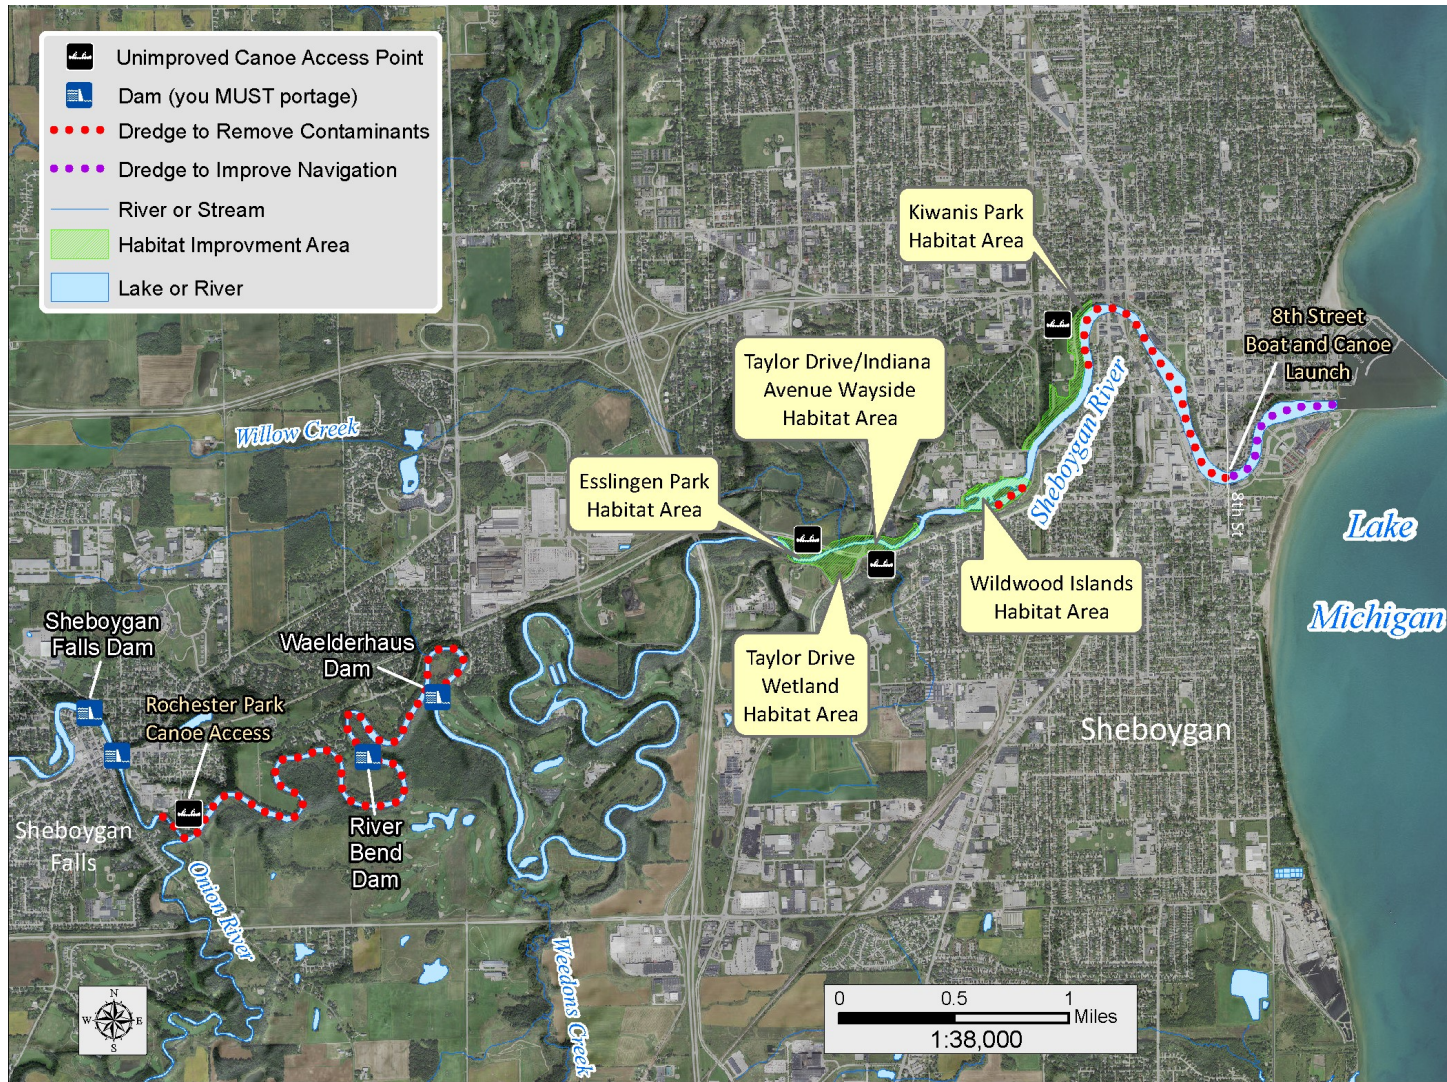 Unimproved Canoe Access Point
Dam (you MUST portage)
Dredge to Remove Contaminants
Dredge to Improve Navigation
River or Stream
Habitat Improvment Area
Lake or River
Kiwanis Park
Habitat Area
8th Street
Boat and Canoe
Launch
Taylor Drive/Indiana
Avenue Wayside
Habitat Area
Willow Creek
Sheboygan River
Esslingen Park
Habitat Area
8th St
Lake
Michigan
Wildwood Islands
Habitat Area
Sheboygan
Falls Dam
Waelderhaus
Dam
Taylor Drive
Wetland
Habitat Area
Rochester Park
Canoe Access
Sheboygan
River
Bend
Dam
Sheboygan
Falls
Onion River
Weedons Creek
N
W
E
S
0 0.5 1
Miles
1:38,000